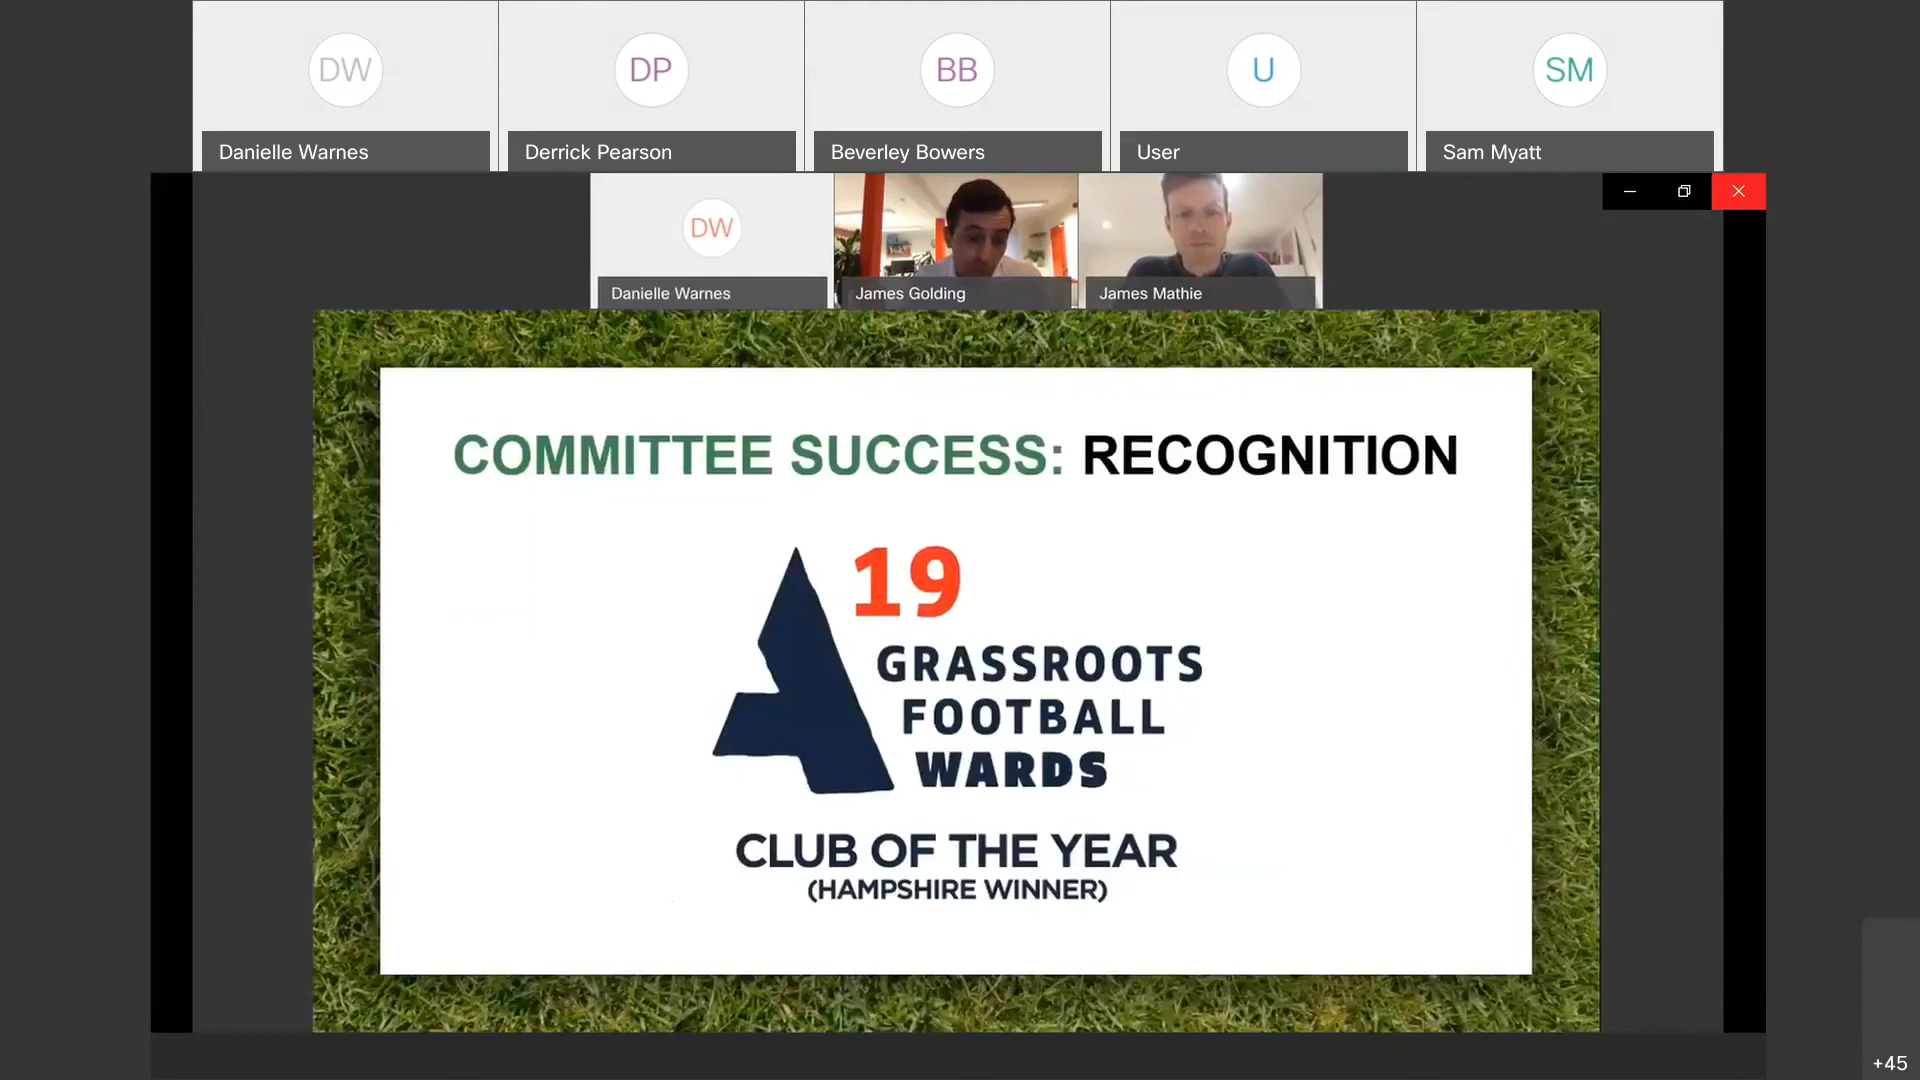 DW
DP
BB
U
SM
Danielle Warnes
Derrick Pearson
Beverley Bowers
User
Sam Myatt
DW
Danielle Warnes
James Golding
James Mathie
COMMITTEE SUCCESS: RECOGNITION
19
GRASSROOTS
FOOTBALL
WARDS
CLUB OF THE YEAR
(HAMPSHIRE WINNER)
+45